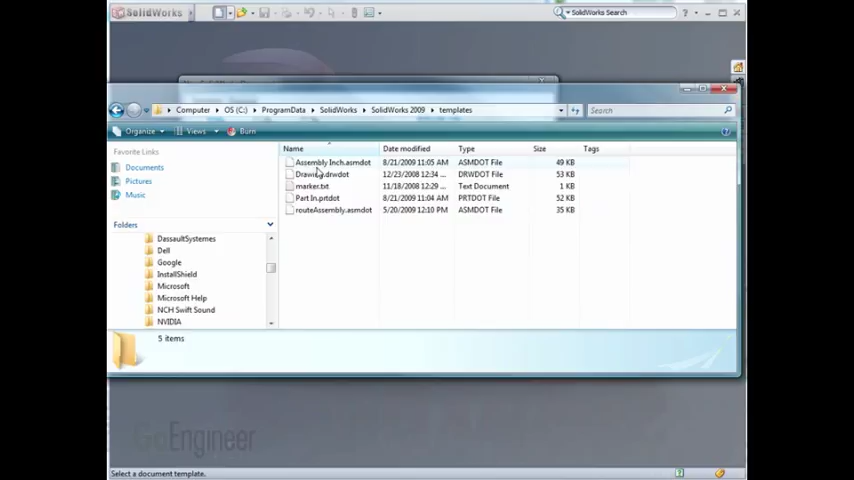 SolidWorks
SolidWorks Search
Computer OS (C:) ProgramData SolidWorks SolidWorks 2009 templates
Search
Organize Views Burn
Favorite Links
Documents
Pictures
Music
Folders
DassaultSystemes
Dell
Google
InstallShield
Microsoft
Microsoft Help
NCH Swift Sound
NVIDIA
Name Date modified Type Size Tags
Assembly Inch.asmdot 8/21/2009 11:05 AM ASMDOT File 49 KB
Drawing.drwdot 12/23/2008 12:34 ... DRWDOT File 53 KB
marker.txt 11/18/2008 12:29 ... Text Document 1 KB
Part In.prtdot 8/21/2009 11:04 AM PRTDOT File 52 KB
routeAssembly.asmdot 5/20/2009 12:10 PM ASMDOT File 35 KB
5 items
GoEngineer
Select a document template.